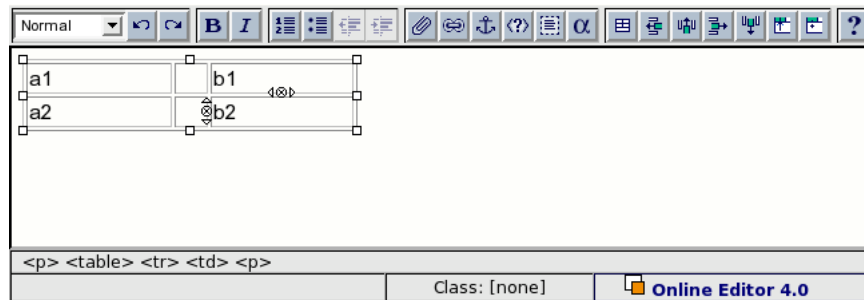 Normal B I <?> α ?
a1 b1
a2 b2
<p> <table> <tr> <td> <p>
Class: [none] Online Editor 4.0